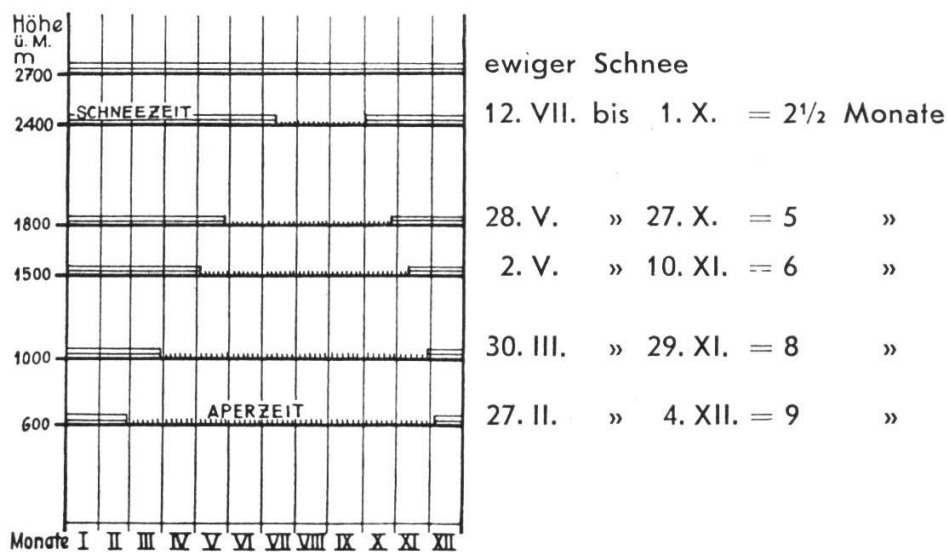 Höhe
ü. M.
m
2700 ewiger Schnee
SCHNEEZEIT
2400 12. VII. bis 1. X. = 2½ Monate
1800 28. V. » 27. X. = 5 »
1500 2. V. » 10. XI. = 6 »
1000 30. III. » 29. XI. = 8 »
APERZEIT
600 27. II. » 4. XII. = 9 »
Monate I II III IV V VI VII VIII IX X XI XII